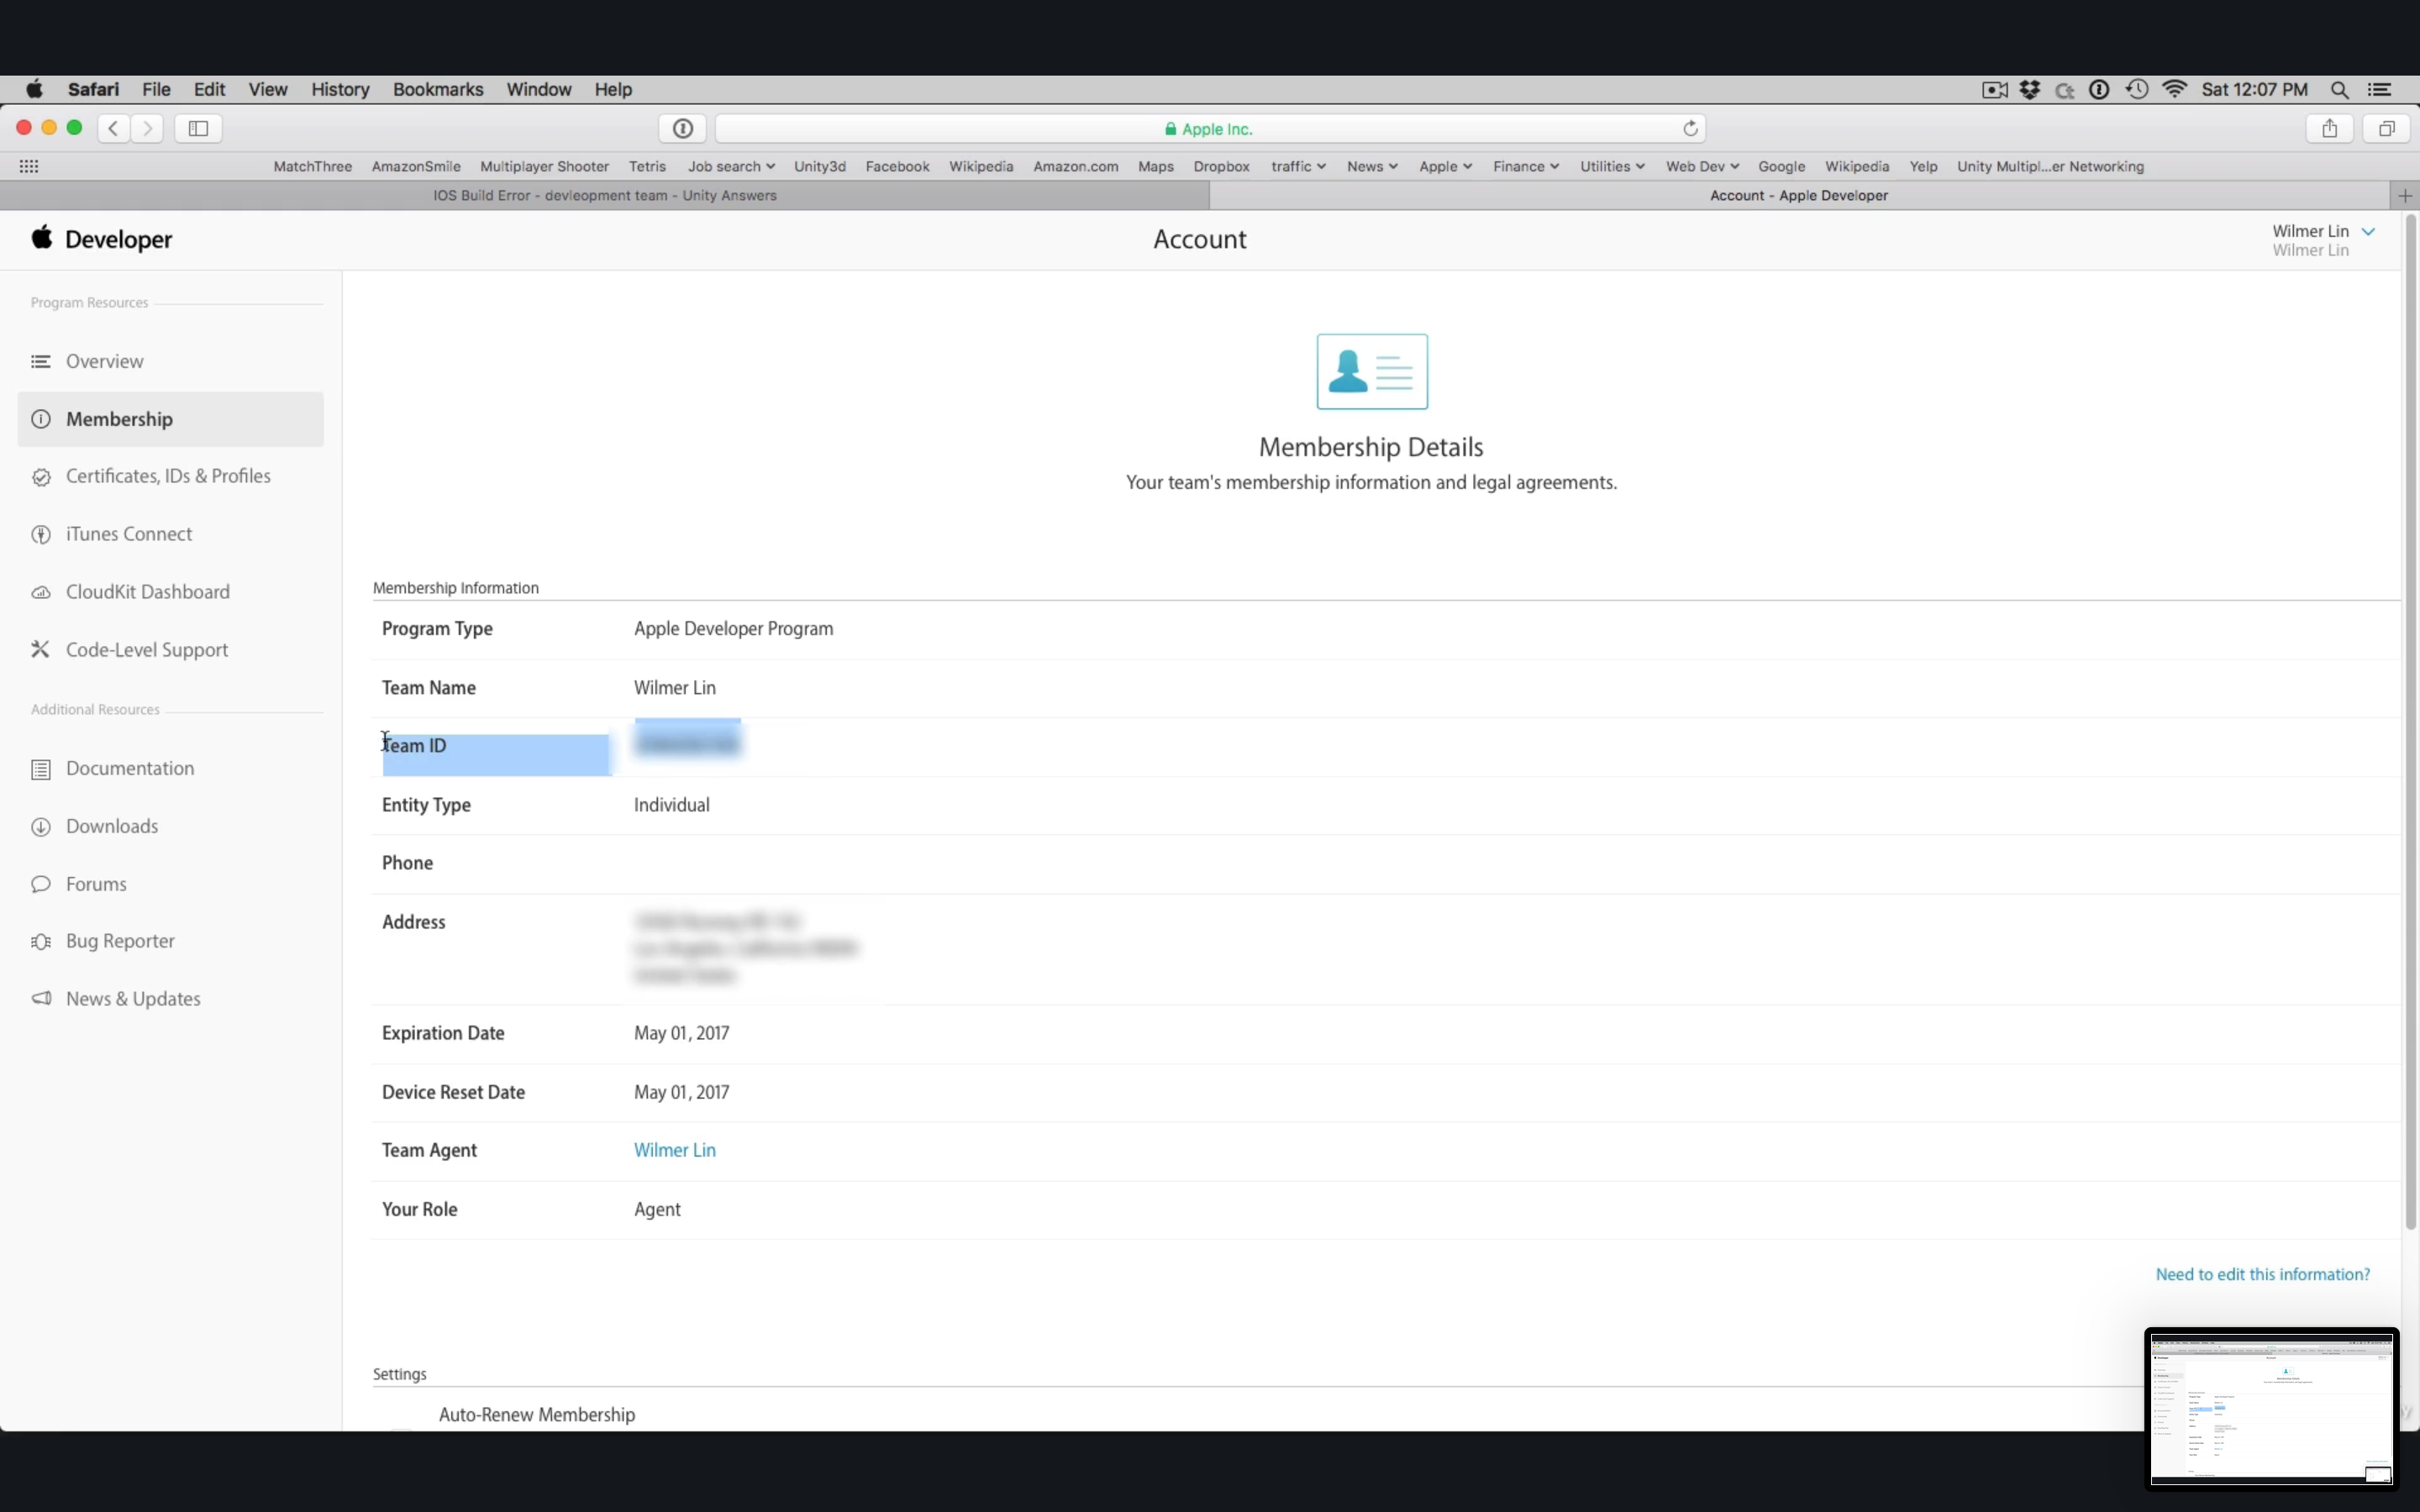 Safari File Edit View History Bookmarks Window Help Sat 12:07 PM
Apple Inc.
MatchThree AmazonSmile Multiplayer Shooter Tetris Job search Unity3d Facebook Wikipedia Amazon.com Maps Dropbox traffic News Apple Finance Utilities Web Dev Google Wikipedia Yelp Unity Multipl...er Networking
IOS Build Error - devleopment team - Unity Answers Account - Apple Developer
Developer Account Wilmer Lin
Wilmer Lin
Program Resources
Overview
Membership
Certificates, IDs & Profiles
iTunes Connect
CloudKit Dashboard
Code-Level Support
Additional Resources
Documentation
Downloads
Forums
Bug Reporter
News & Updates
Membership Details
Your team's membership information and legal agreements.
Membership Information
Program Type Apple Developer Program
Team Name Wilmer Lin
Team ID
Entity Type Individual
Phone
Address
Expiration Date May 01, 2017
Device Reset Date May 01, 2017
Team Agent Wilmer Lin
Your Role Agent
Need to edit this information?
Settings
Auto-Renew Membership